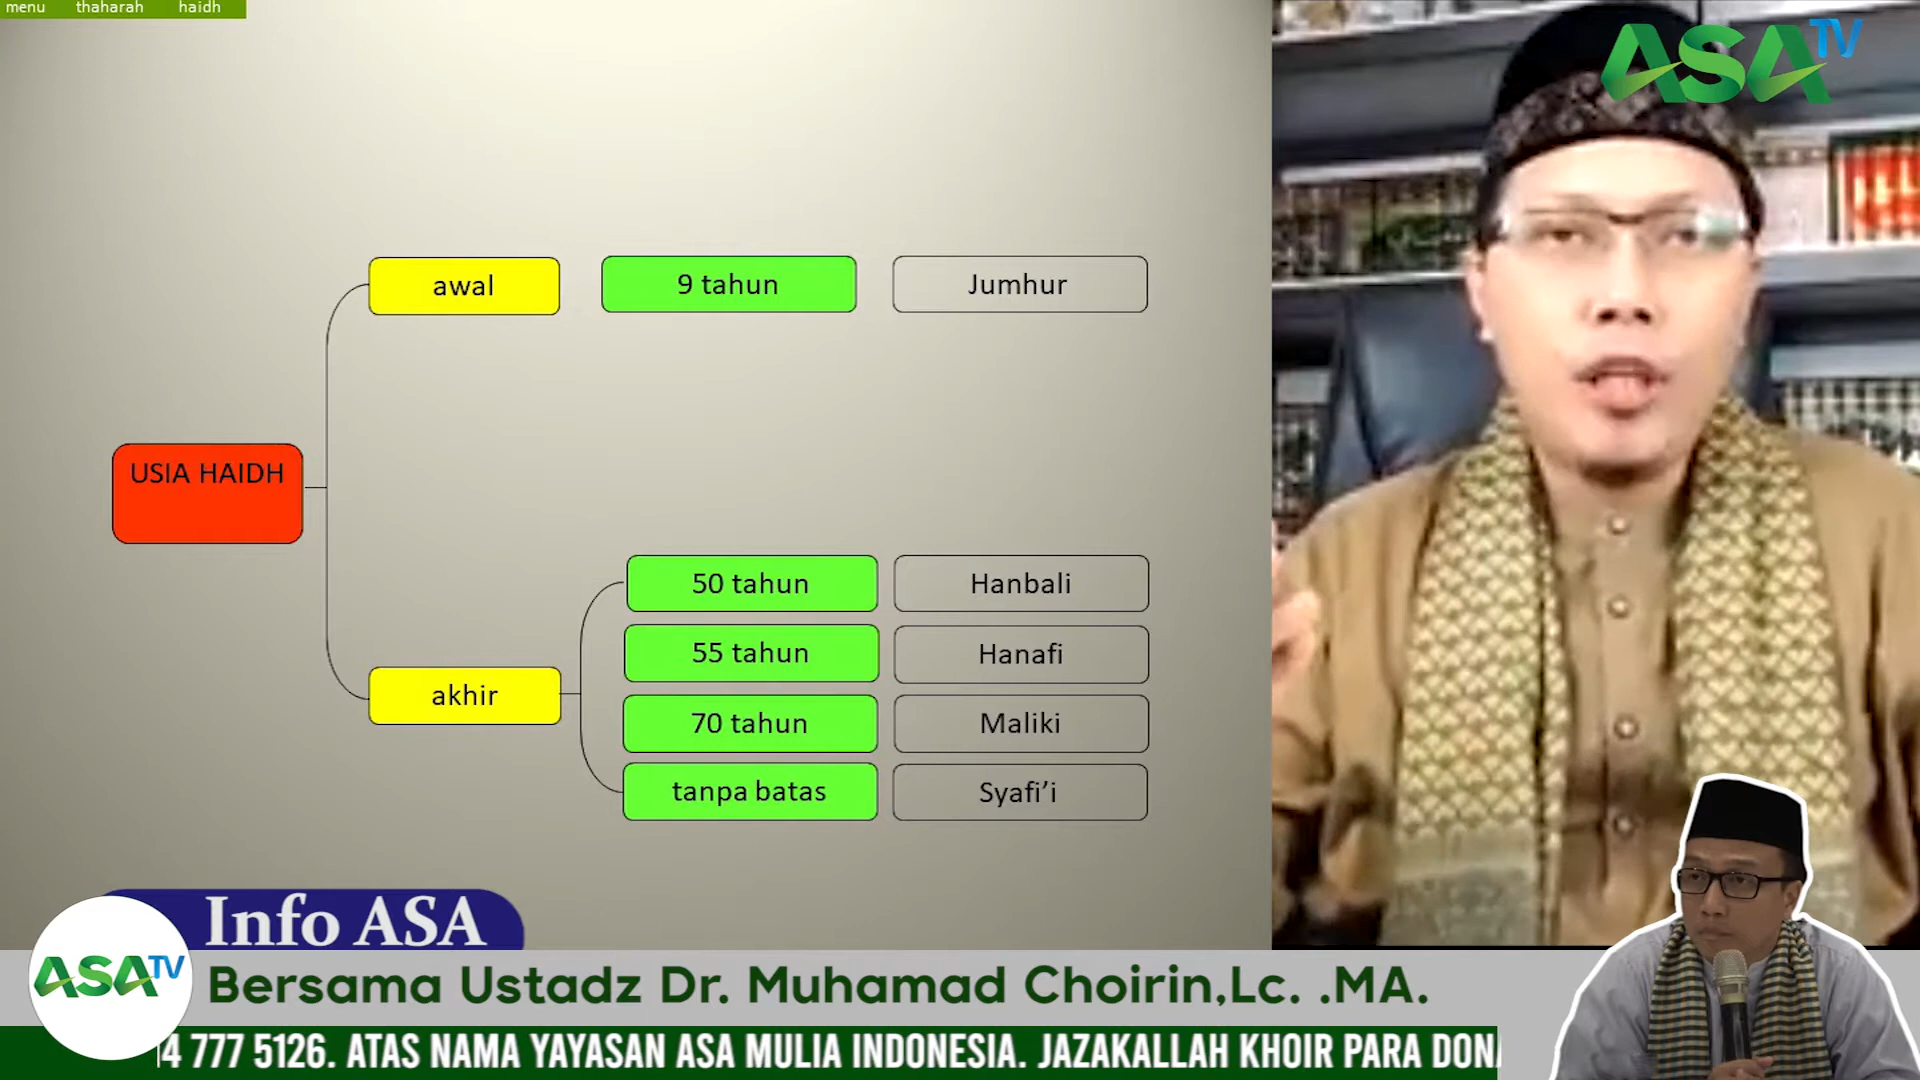 menu thaharah haidh
ASA TV
awal 9 tahun Jumhur
USIA HAIDH
50 tahun Hanbali
55 tahun Hanafi
akhir
70 tahun Maliki
tanpa batas Syafi’i
Info ASA
ASA TV
Bersama Ustadz Dr. Muhamad Choirin,Lc. .MA.
4 777 5126. ATAS NAMA YAYASAN ASA MULIA INDONESIA. JAZAKALLAH KHOIR PARA DONA